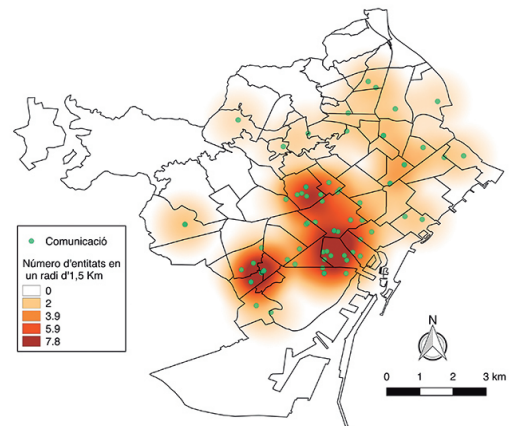 Comunicació
Número d'entitats en
un radi d'1,5 Km
0
2
3.9
5.9
7.8
N
0 1 2 3 km